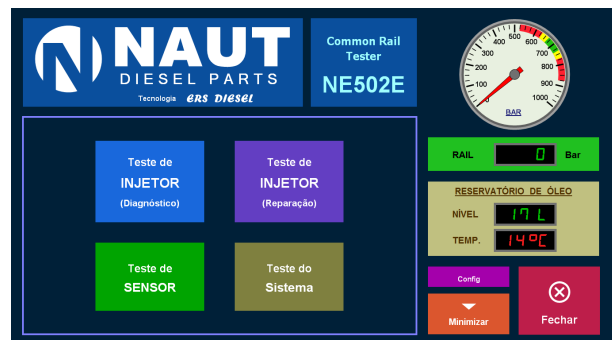 NAUT
DIESEL PARTS
Tecnologia ERS DIESEL
Common Rail
Tester
NE502E
0
100
200
300
400
500
600
700
800
900
1000
BAR
RAIL 0 Bar
RESERVATÓRIO DE ÓLEO
NÍVEL 17 L
TEMP. 14ºC
Teste de
INJETOR
(Diagnóstico)
Teste de
INJETOR
(Reparação)
Teste de
SENSOR
Teste do
Sistema
Config
Minimizar
Fechar